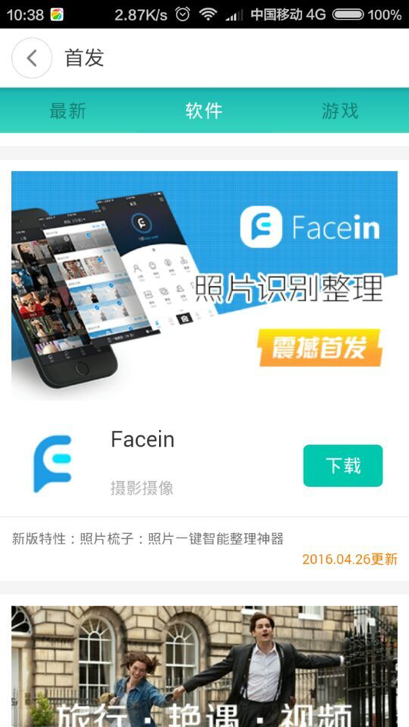 10:38 2.87K/s 中国移动 4G 100%
首发
最新 软件 游戏
Facein
照片识别整理
震撼首发
Facein
下载
摄影摄像
新版特性：照片梳子：照片一键智能整理神器
2016.04.26更新
旅行·艳遇·视频